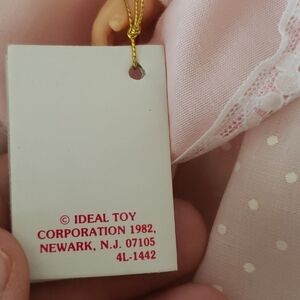 © IDEAL TOY
CORPORATION 1982,
NEWARK, N.J. 07105
4L-1442